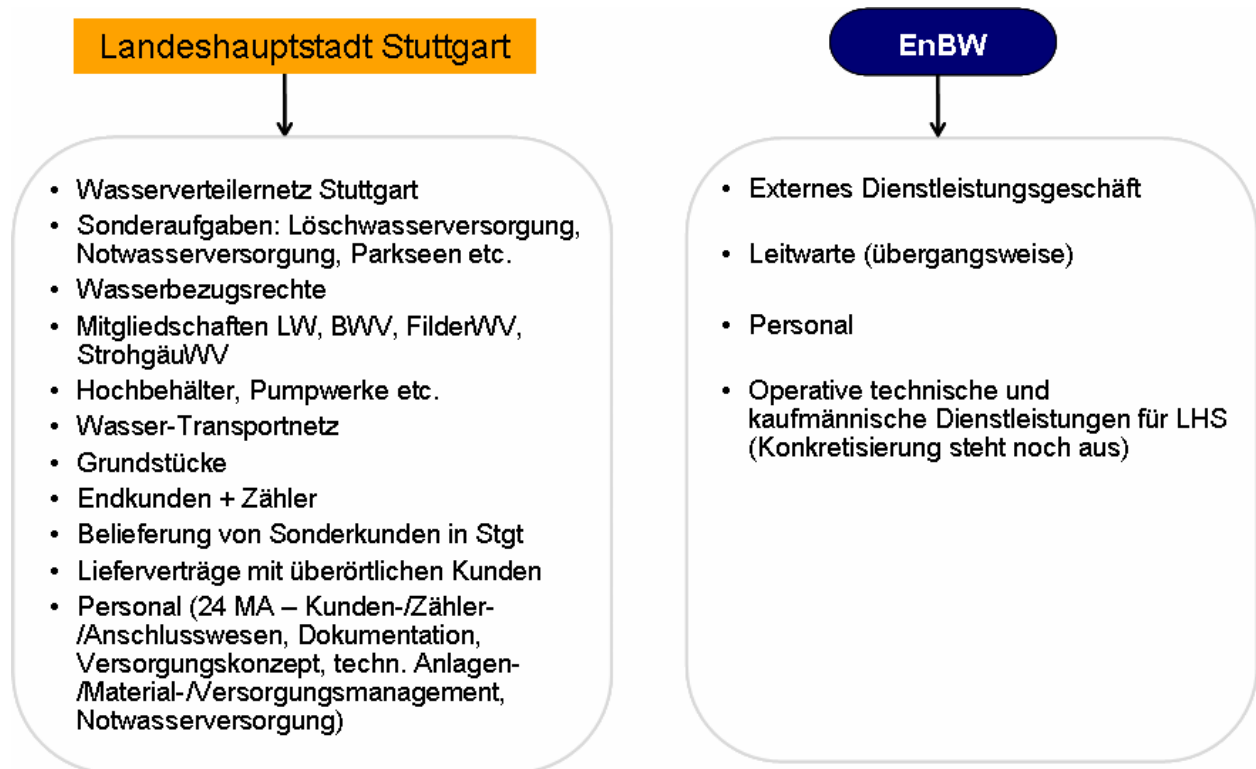 Landeshauptstadt Stuttgart
• Wasserverteilernetz Stuttgart
• Sonderaufgaben: Löschwasserversorgung,
Notwasserversorgung, Parkseen etc.
• Wasserbezugsrechte
• Mitgliedschaften LW, BWV, FilderWV,
StrohgäuWV
• Hochbehälter, Pumpwerke etc.
• Wasser-Transportnetz
• Grundstücke
• Endkunden + Zähler
• Belieferung von Sonderkunden in Stgt
• Lieferverträge mit überörtlichen Kunden
• Personal (24 MA – Kunden-/Zähler-
/Anschlusswesen, Dokumentation,
Versorgungskonzept, techn. Anlagen-
/Material-/Versorgungsmanagement,
Notwasserversorgung)
EnBW
• Externes Dienstleistungsgeschäft
• Leitwarte (übergangsweise)
• Personal
• Operative technische und
kaufmännische Dienstleistungen für LHS
(Konkretisierung steht noch aus)